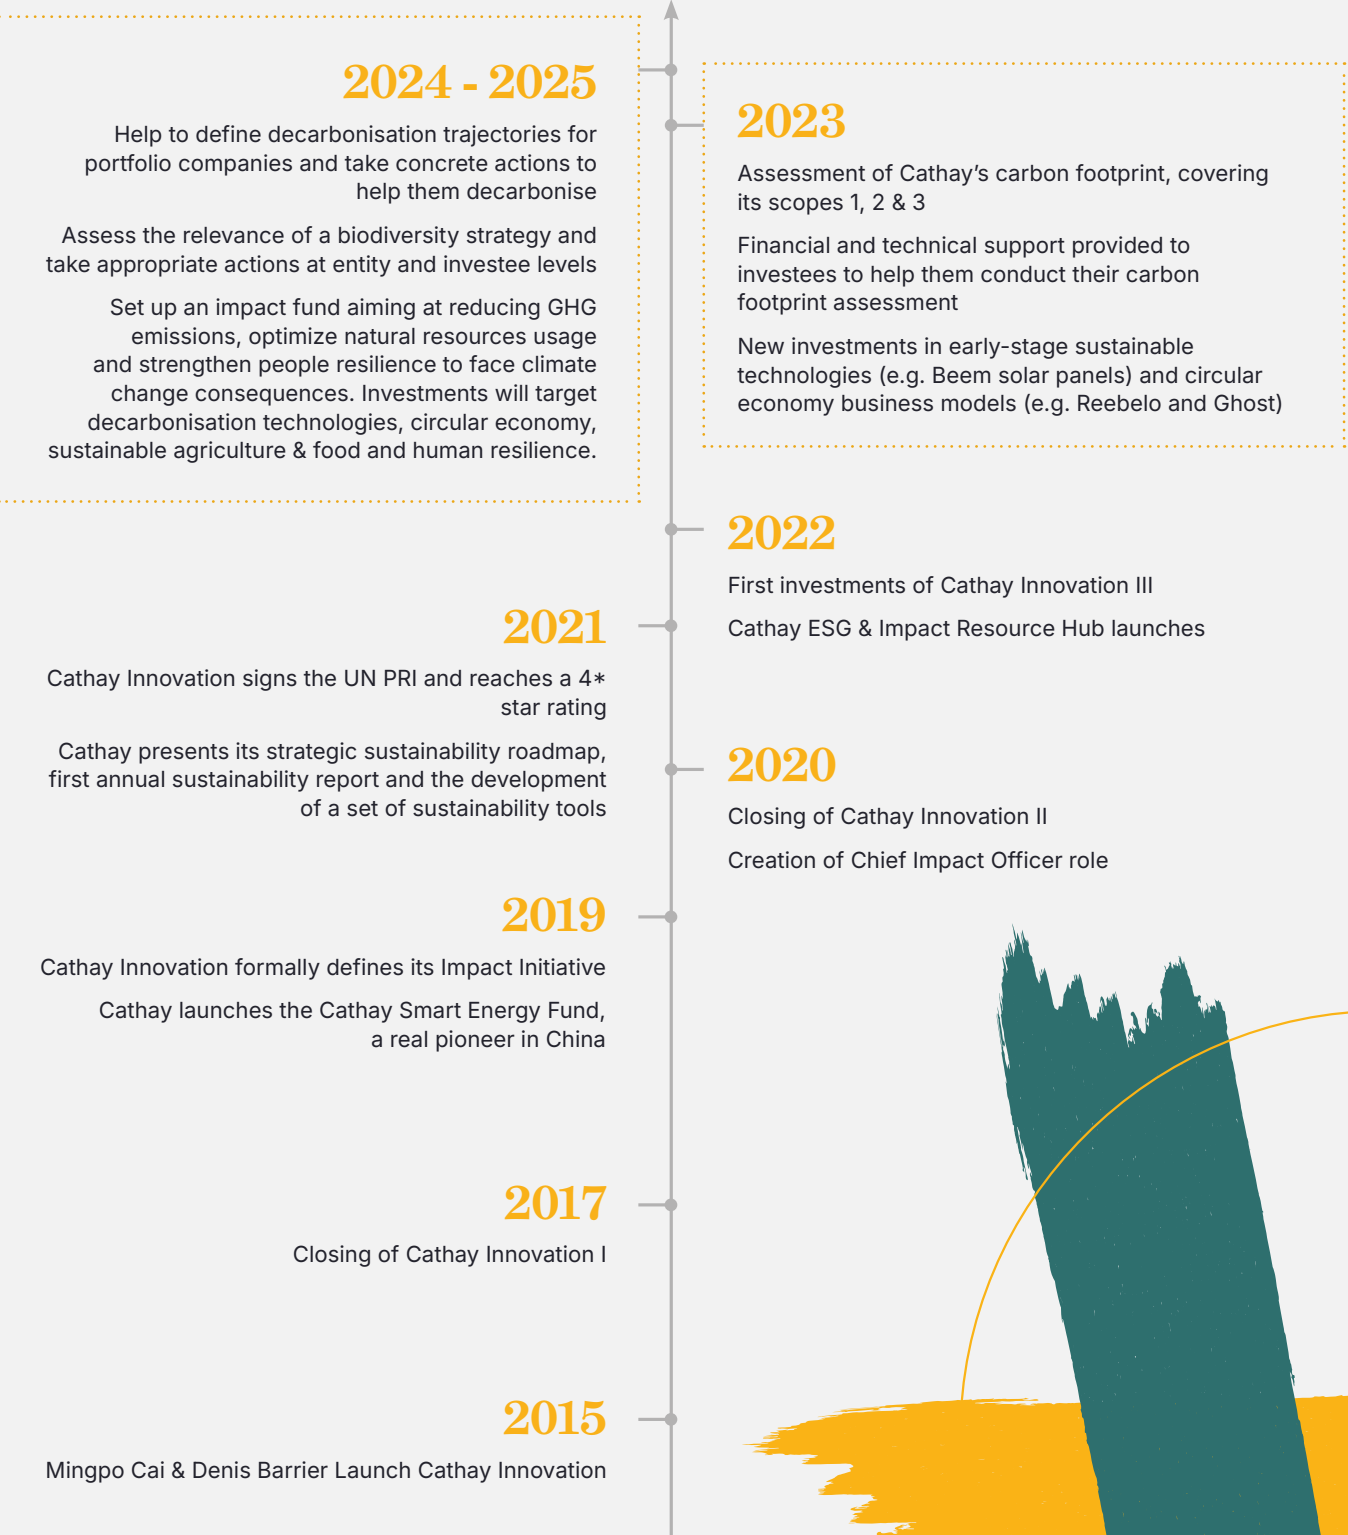 2024 - 2025
Help to define decarbonisation trajectories for
portfolio companies and take concrete actions to
help them decarbonise
Assess the relevance of a biodiversity strategy and
take appropriate actions at entity and investee levels
Set up an impact fund aiming at reducing GHG
emissions, optimize natural resources usage
and strengthen people resilience to face climate
change consequences. Investments will target
decarbonisation technologies, circular economy,
sustainable agriculture & food and human resilience.
2023
Assessment of Cathay’s carbon footprint, covering
its scopes 1, 2 & 3
Financial and technical support provided to
investees to help them conduct their carbon
footprint assessment
New investments in early-stage sustainable
technologies (e.g. Beem solar panels) and circular
economy business models (e.g. Reebelo and Ghost)
2022
First investments of Cathay Innovation III
Cathay ESG & Impact Resource Hub launches
2021
Cathay Innovation signs the UN PRI and reaches a 4*
star rating
Cathay presents its strategic sustainability roadmap,
first annual sustainability report and the development
of a set of sustainability tools
2020
Closing of Cathay Innovation II
Creation of Chief Impact Officer role
2019
Cathay Innovation formally defines its Impact Initiative
Cathay launches the Cathay Smart Energy Fund,
a real pioneer in China
2017
Closing of Cathay Innovation I
2015
Mingpo Cai & Denis Barrier Launch Cathay Innovation